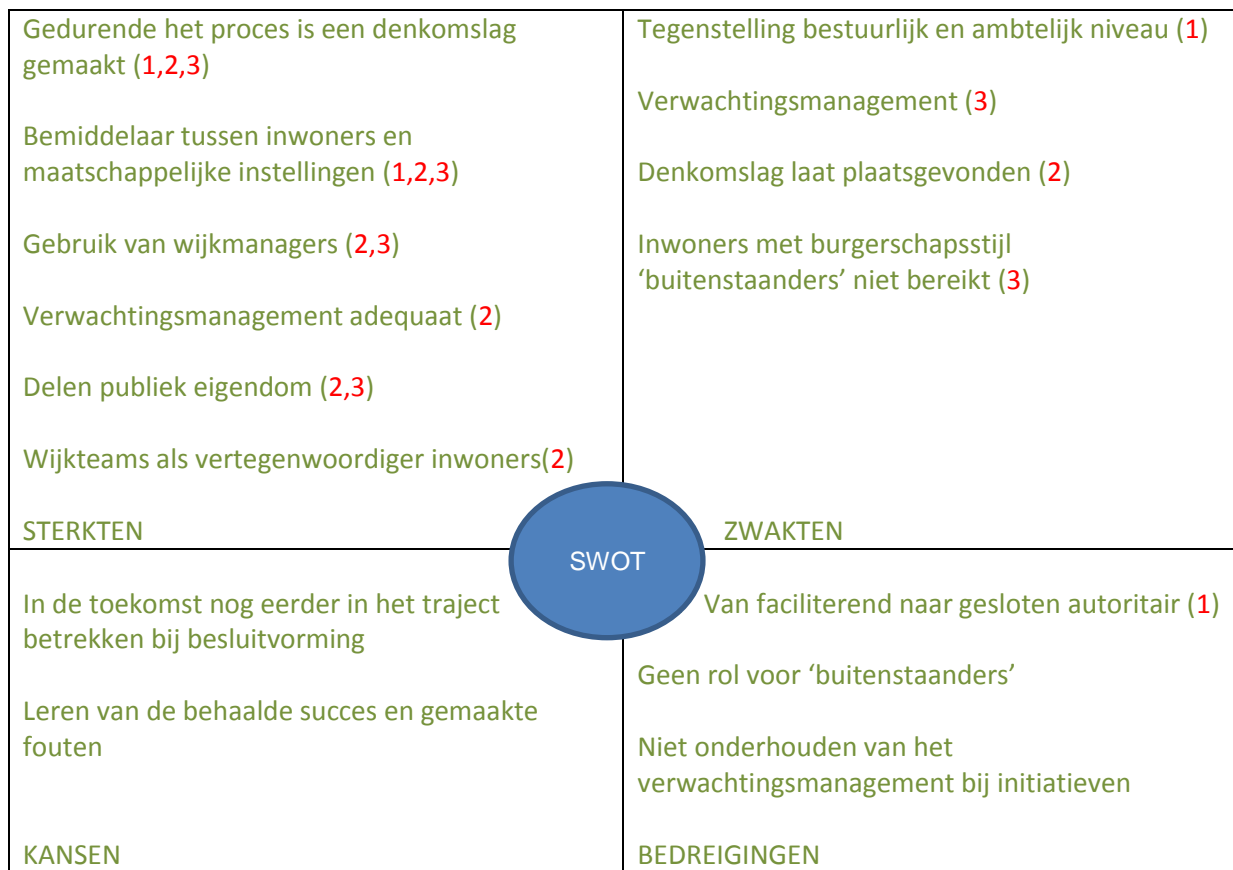 Gedurende het proces is een denkomslag
gemaakt (1,2,3)
Bemiddelaar tussen inwoners en
maatschappelijke instellingen (1,2,3)
Gebruik van wijkmanagers (2,3)
Verwachtingsmanagement adequaat (2)
Delen publiek eigendom (2,3)
Wijkteams als vertegenwoordiger inwoners(2)
STERKTEN
Tegenstelling bestuurlijk en ambtelijk niveau (1)
Verwachtingsmanagement (3)
Denkomslag laat plaatsgevonden (2)
Inwoners met burgerschapsstijl
‘buitenstaanders’ niet bereikt (3)
ZWAKTEN
SWOT
In de toekomst nog eerder in het traject
betrekken bij besluitvorming
Leren van de behaalde succes en gemaakte
fouten
KANSEN
Van faciliterend naar gesloten autoritair (1)
Geen rol voor ‘buitenstaanders’
Niet onderhouden van het
verwachtingsmanagement bij initiatieven
BEDREIGINGEN